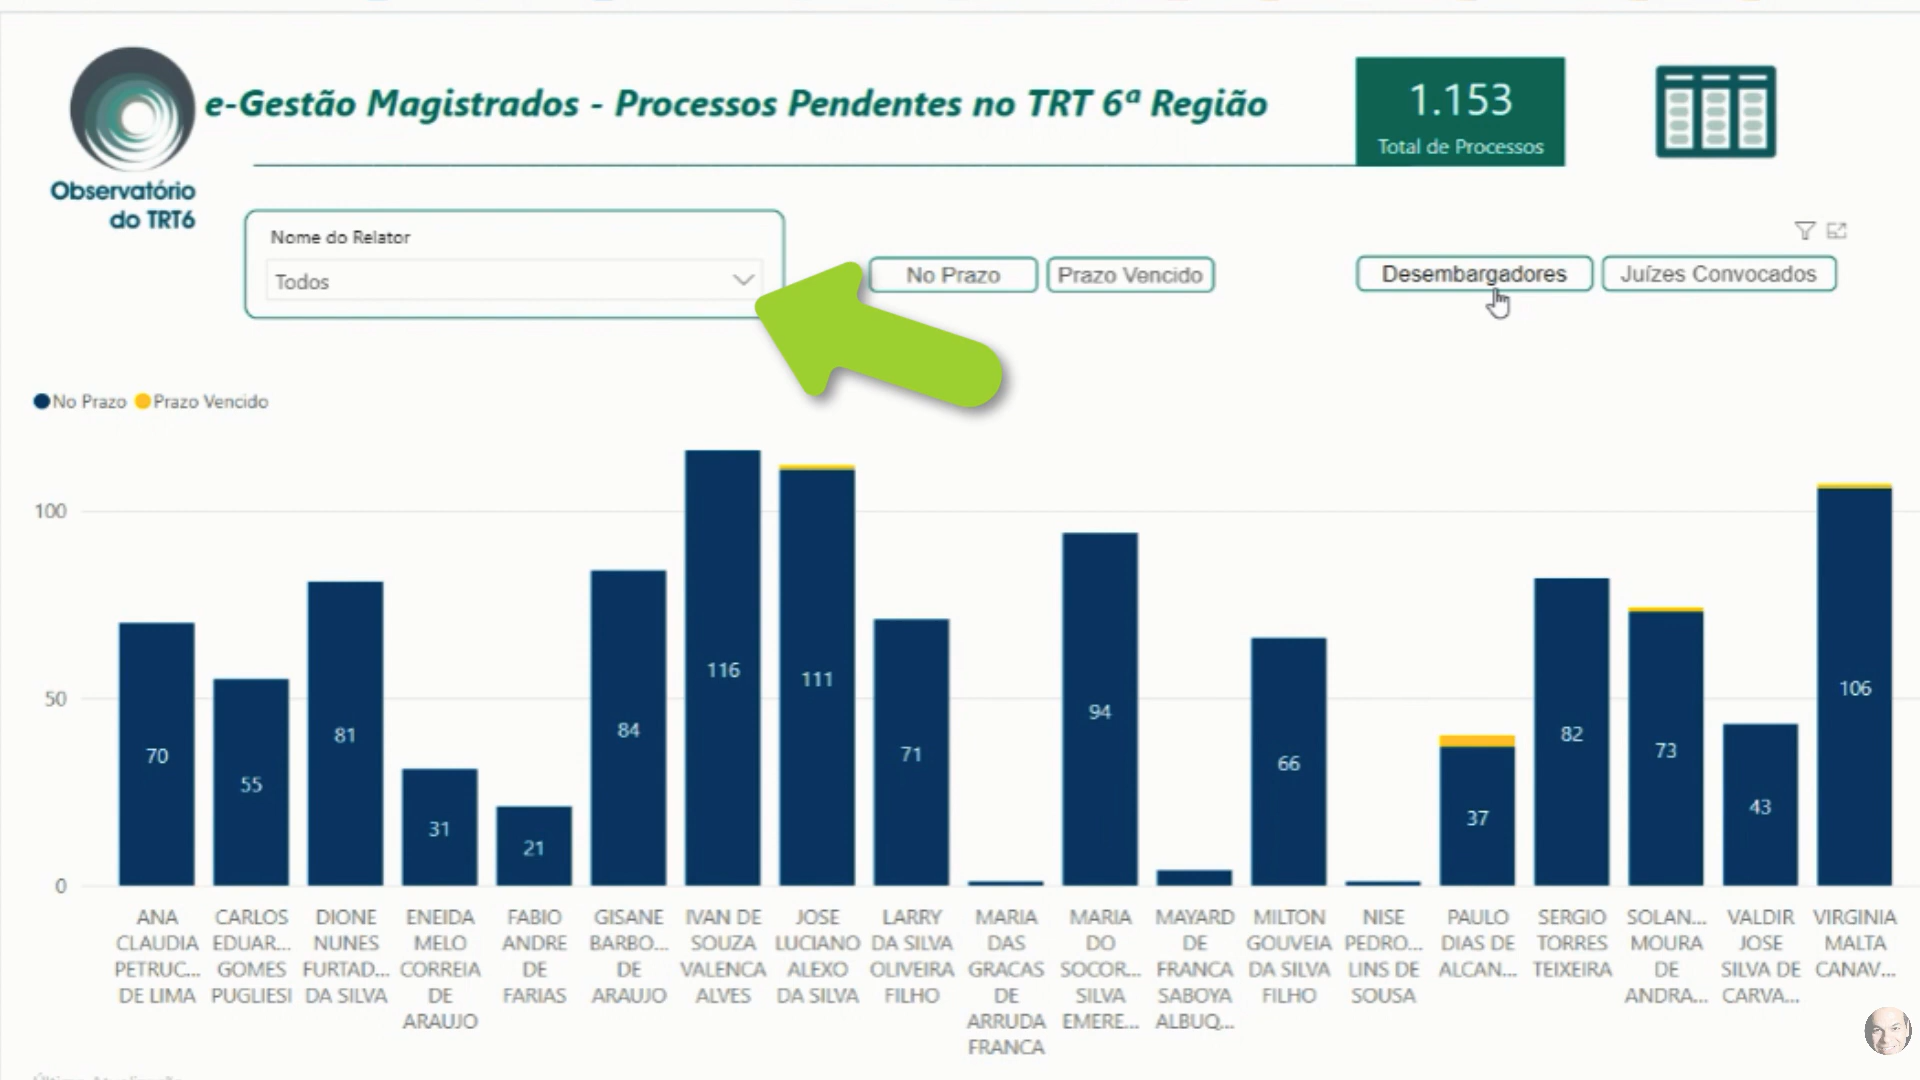 e-Gestão Magistrados - Processos Pendentes no TRT 6ª Região
1.153
Total de Processos
Observatório
do TRT6
Nome do Relator
Todos
No Prazo
Prazo Vencido
Desembargadores
Juízes Convocados
No Prazo
Prazo Vencido
100
50
0
70
55
81
31
21
84
116
111
71
94
66
37
82
73
43
106
ANA
CLAUDIA
PETRUC...
DE LIMA
CARLOS
EDUAR...
GOMES
PUGLIESI
DIONE
NUNES
FURTAD...
DA SILVA
ENEIDA
MELO
CORREIA
DE
ARAUJO
FABIO
ANDRE
DE
FARIAS
GISANE
BARBO...
DE
ARAUJO
IVAN DE
SOUZA
VALENCA
ALVES
JOSE
LUCIANO
ALEXO
DA SILVA
LARRY
DA SILVA
OLIVEIRA
FILHO
MARIA
DAS
GRACAS
DE
ARRUDA
FRANCA
MARIA
DO
SOCOR...
SILVA
EMERE...
MAYARD
DE
FRANCA
SABOYA
ALBUQ...
MILTON
GOUVEIA
DA SILVA
FILHO
NISE
PEDRO...
LINS DE
SOUSA
PAULO
DIAS DE
ALCAN...
SERGIO
TORRES
TEIXEIRA
SOLAN...
MOURA
DE
ANDRA...
VALDIR
JOSE
SILVA DE
CARVA...
VIRGINIA
MALTA
CANAV...